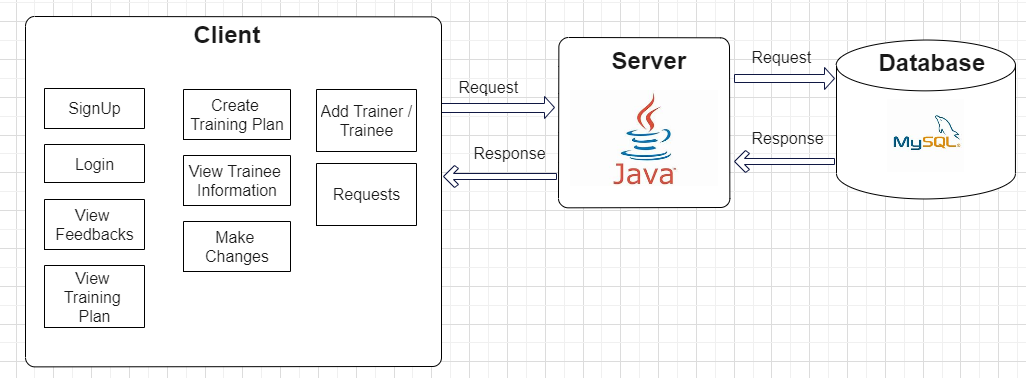 Client
SignUp
Login
View
Feedbacks
View
Training
Plan
Create
Training Plan
View Trainee
Information
Make
Changes
Add Trainer /
Trainee
Requests
Request
Response
Server
Java
Request
Response
Database
MySQL